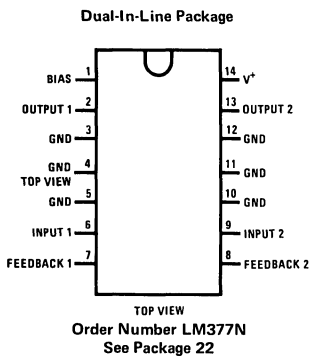 Dual-In-Line Package
BIAS 1
14 V+
OUTPUT 1 2
13 OUTPUT 2
GND 3
12 GND
GND 4
TOP VIEW
11 GND
GND 5
10 GND
INPUT 1 6
9 INPUT 2
FEEDBACK 1 7
8 FEEDBACK 2
TOP VIEW
Order Number LM377N
See Package 22